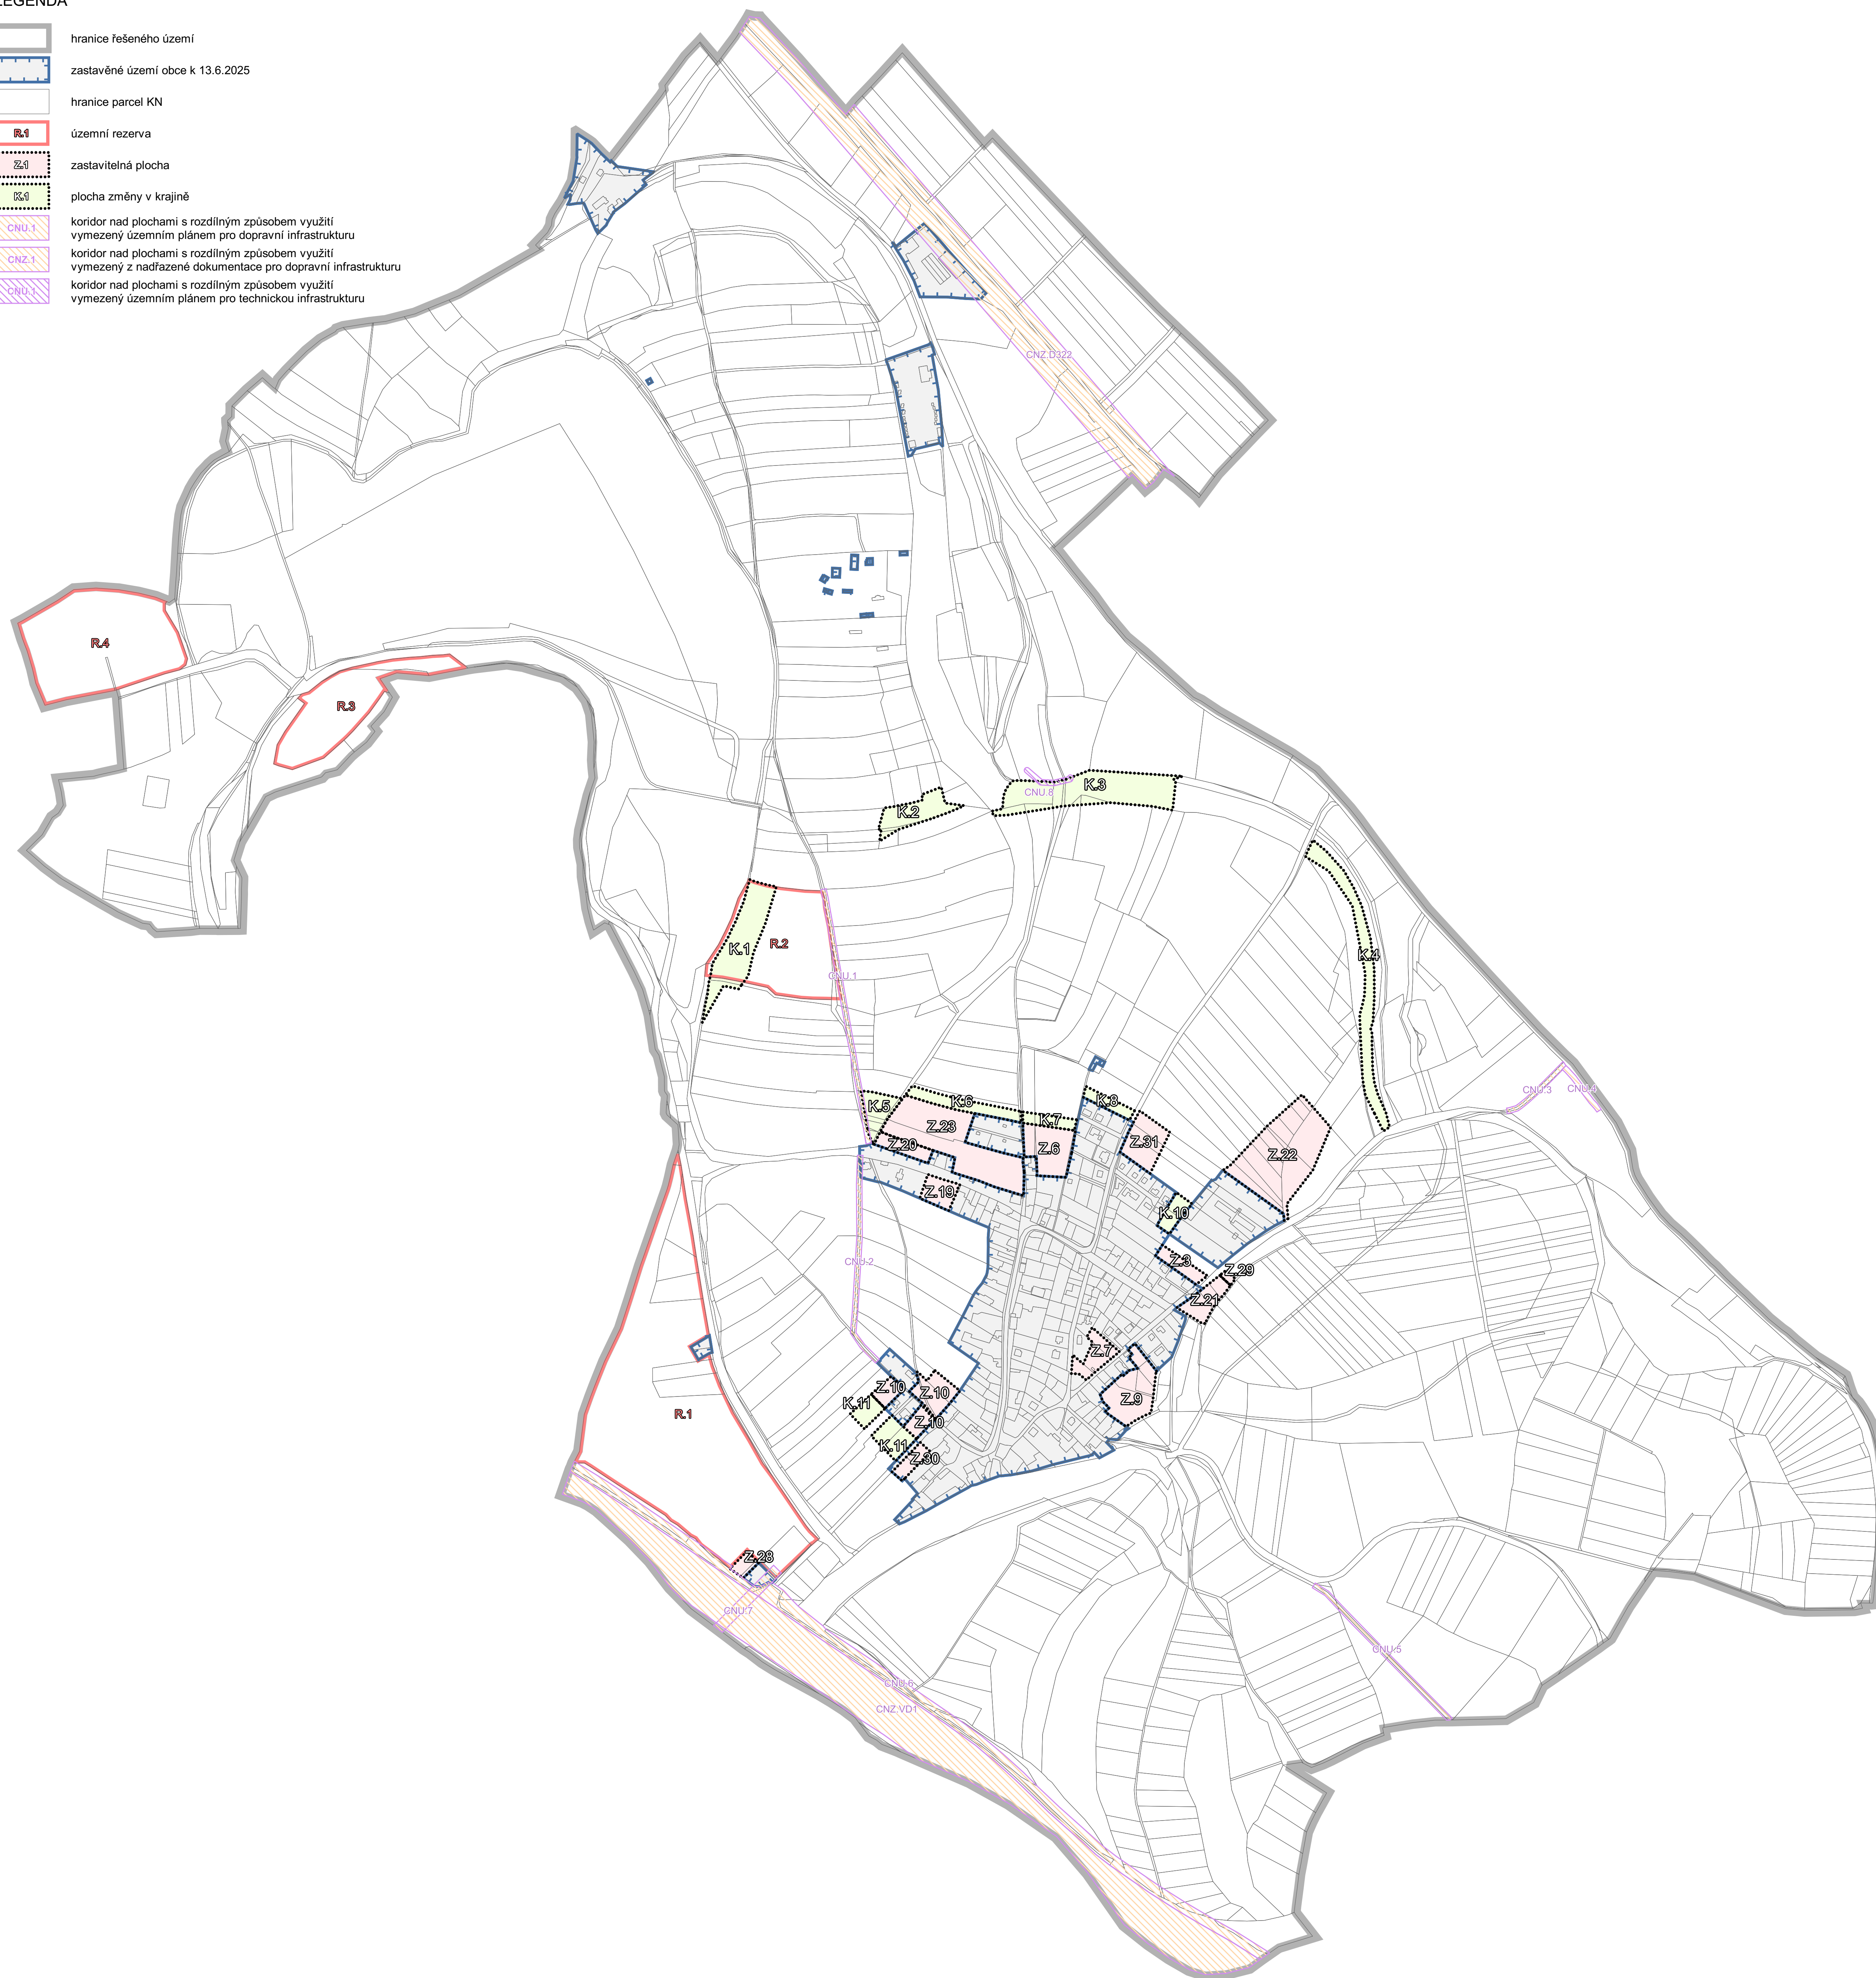 LEGENDA
hranice řešeného území
zastavěné území obce k 13.6.2025
hranice parcel KN
R.1
územní rezerva
Z.1
zastavitelná plocha
K.1
plocha změny v krajině
CNU.1
koridor nad plochami s rozdílným způsobem využití
vymezený územním plánem pro dopravní infrastrukturu
CNZ.1
koridor nad plochami s rozdílným způsobem využití
vymezený z nadřazené dokumentace pro dopravní infrastrukturu
CNU.1
koridor nad plochami s rozdílným způsobem využití
vymezený územním plánem pro technickou infrastrukturu
CNZ.D322
R.4
R.3
K.3
CNU.8
K.2
K.1
R.2
K.4
CNU.1
CNU.3
CNU.4
K.5
K.6
K.8
K.7
Z.23
Z.20
Z.6
Z.31
Z.22
Z.19
K.10
CNU.2
Z.3
Z.29
Z.21
Z.7
Z.10
Z.10
Z.9
K.11
R.1
Z.10
K.11
Z.30
Z.28
CNU.7
CNU.5
CNU.6
CNZ.VD1